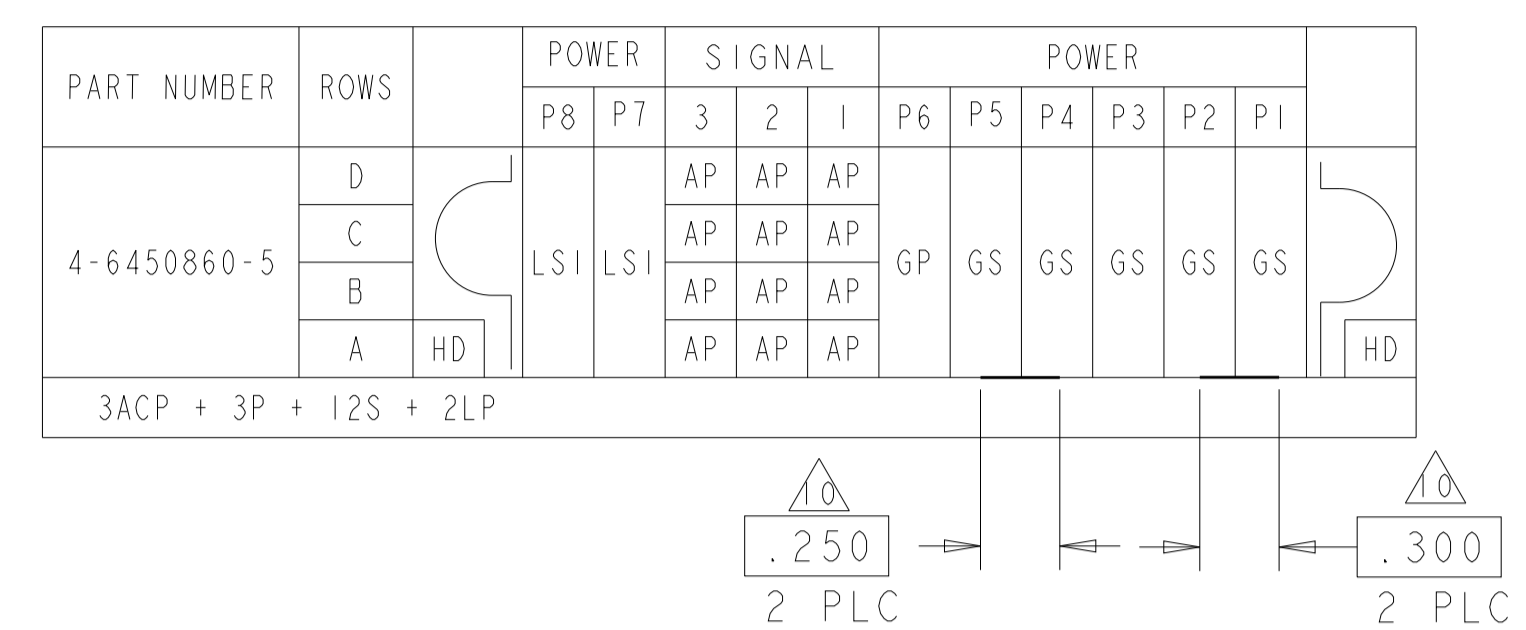 PART NUMBER ROWS POWER SIGNAL POWER
P8 P7 3 2 1 P6 P5 P4 P3 P2 P1
4-6450860-5
D AP AP AP
C AP AP AP
LS1 LS1 GP GS GS GS GS GS
B AP AP AP
A HD AP AP AP HD
3ACP + 3P + 12S + 2LP
10 10
.250 .300
2 PLC 2 PLC